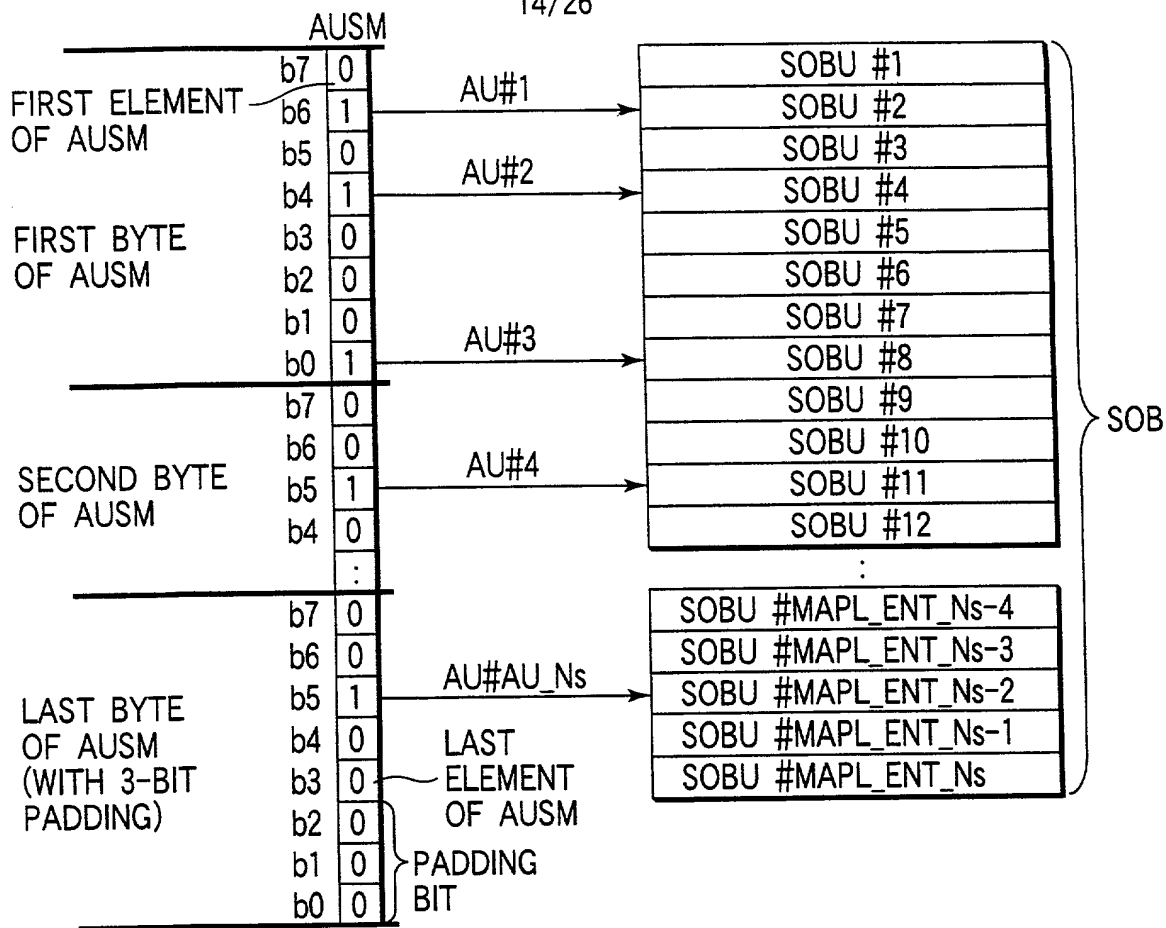 14/26
AUSM
b7 0
FIRST ELEMENT
OF AUSM
b6 1
b5 0
b4 1
FIRST BYTE
OF AUSM
b3 0
b2 0
b1 0
b0 1
b7 0
b6 0
SECOND BYTE
OF AUSM
b5 1
b4 0
:
b7 0
b6 0
b5 1
LAST BYTE
OF AUSM
(WITH 3-BIT
PADDING)
b4 0
b3 0
b2 0
b1 0
b0 0
AU#1
AU#2
AU#3
AU#4
AU#AU_Ns
LAST
ELEMENT
OF AUSM
PADDING
BIT
SOBU #1
SOBU #2
SOBU #3
SOBU #4
SOBU #5
SOBU #6
SOBU #7
SOBU #8
SOBU #9
SOBU #10
SOBU #11
SOBU #12
:
SOBU #MAPL_ENT_Ns-4
SOBU #MAPL_ENT_Ns-3
SOBU #MAPL_ENT_Ns-2
SOBU #MAPL_ENT_Ns-1
SOBU #MAPL_ENT_Ns
SOB